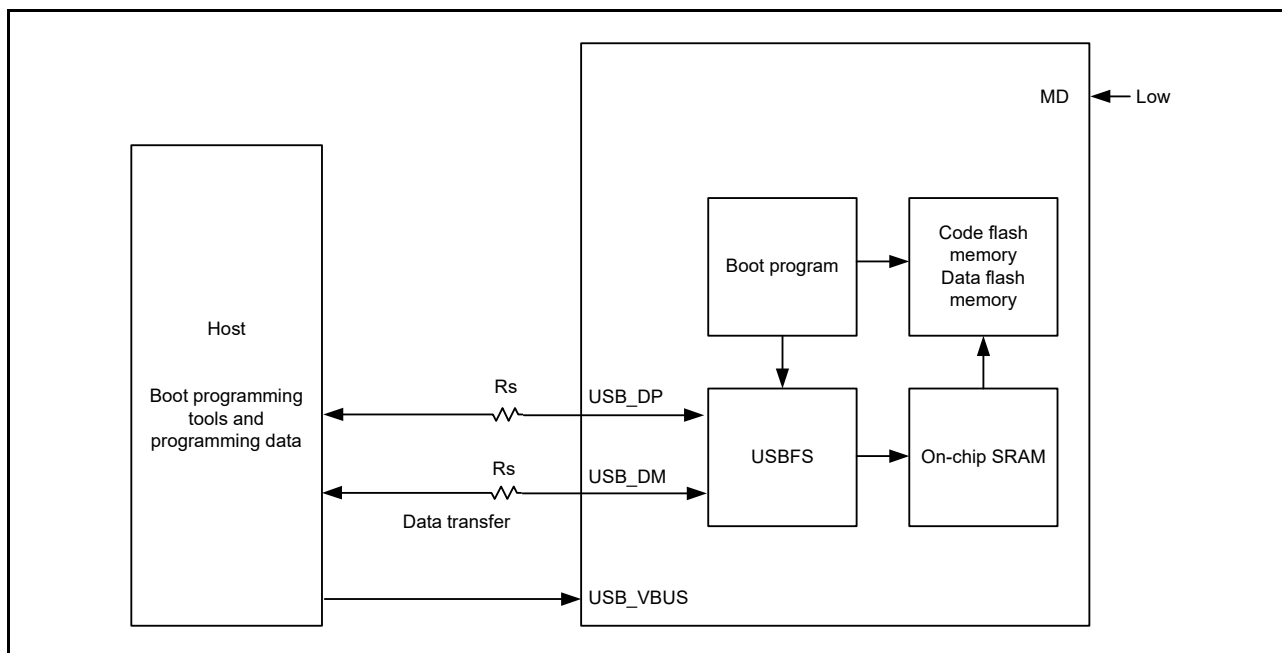 MD
Low
Host
Boot programming
tools and
programming data
Boot program
Code flash
memory
Data flash
memory
Rs
USB_DP
USBFS
On-chip SRAM
Rs
USB_DM
Data transfer
USB_VBUS